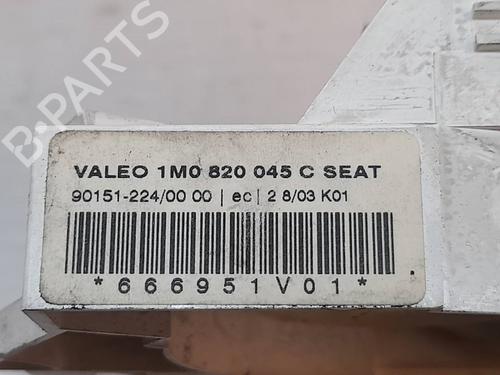 B-PARTS
VALEO 1M0 820 045 C SEAT
90151-224/00 00 | ec | 2 8/03 K01
*666951V01*